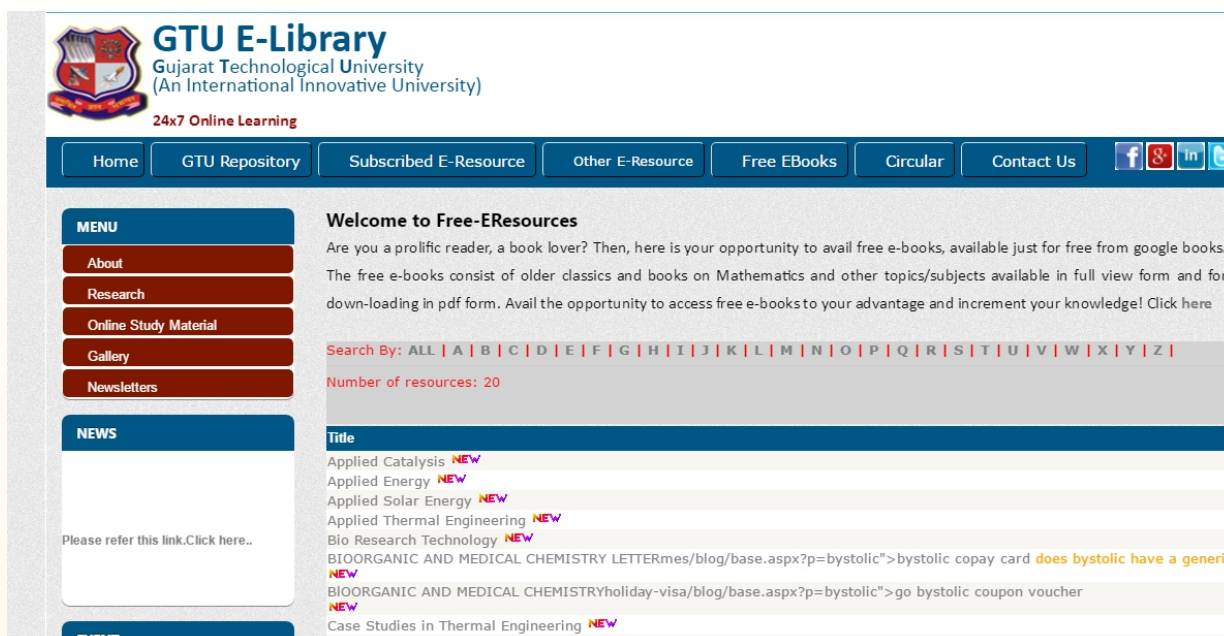 GTU E-Library
Gujarat Technological University
(An International Innovative University)
24x7 Online Learning
Home
GTU Repository
Subscribed E-Resource
Other E-Resource
Free EBooks
Circular
Contact Us
MENU
About
Research
Online Study Material
Gallery
Newsletters
NEWS
Please refer this link.Click here..
Welcome to Free-EResources
Are you a prolific reader, a book lover? Then, here is your opportunity to avail free e-books, available just for free from google books.
The free e-books consist of older classics and books on Mathematics and other topics/subjects available in full view form and for
down-loading in pdf form. Avail the opportunity to access free e-books to your advantage and increment your knowledge! Click here
Search By: ALL | A | B | C | D | E | F | G | H | I | J | K | L | M | N | O | P | Q | R | S | T | U | V | W | X | Y | Z |
Number of resources: 20
Title
Applied Catalysis NEW
Applied Energy NEW
Applied Solar Energy NEW
Applied Thermal Engineering NEW
Bio Research Technology NEW
BIOORGANIC AND MEDICAL CHEMISTRY LETTERmes/blog/base.aspx?p=bystolic">bystolic copay card does bystolic have a generi
NEW
BIOORGANIC AND MEDICAL CHEMISTRYholiday-visa/blog/base.aspx?p=bystolic">go bystolic coupon voucher
NEW
Case Studies in Thermal Engineering NEW